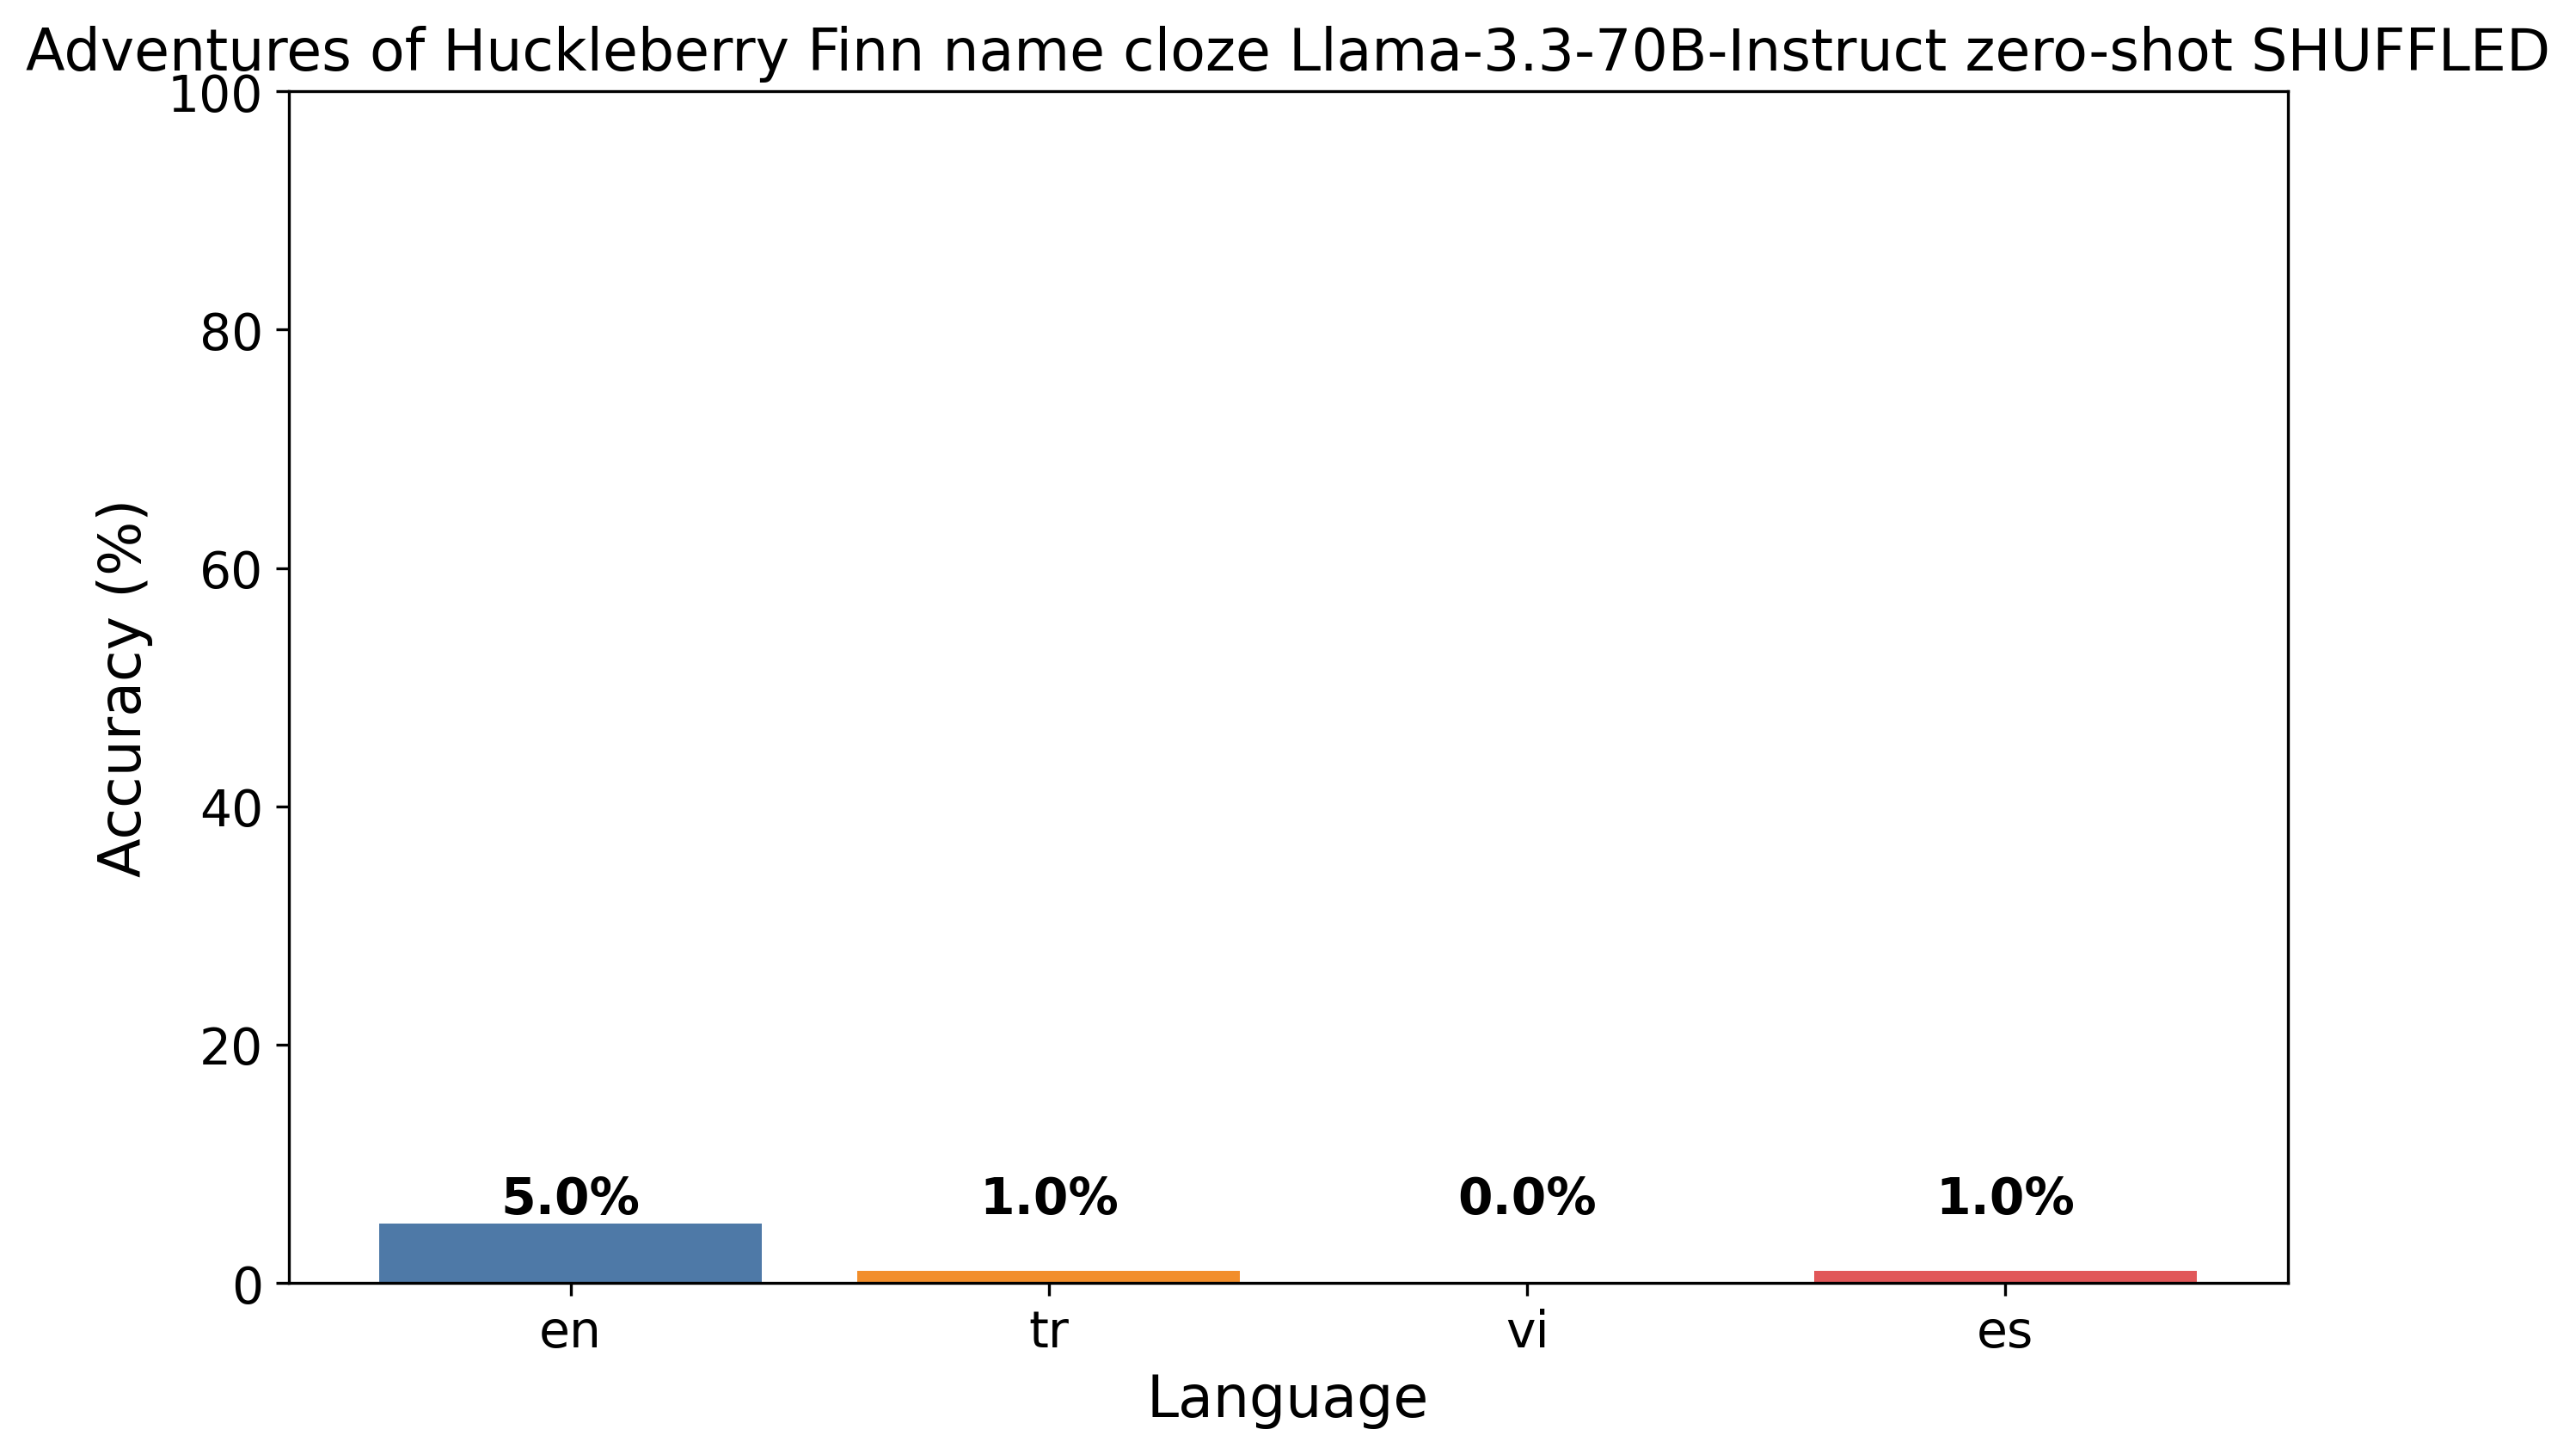 Adventures of Huckleberry Finn name cloze Llama-3.3-70B-Instruct zero-shot SHUFFLED
100
80
60
40
20
0
Accuracy (%)
5.0%
1.0%
0.0%
1.0%
en
tr
vi
es
Language